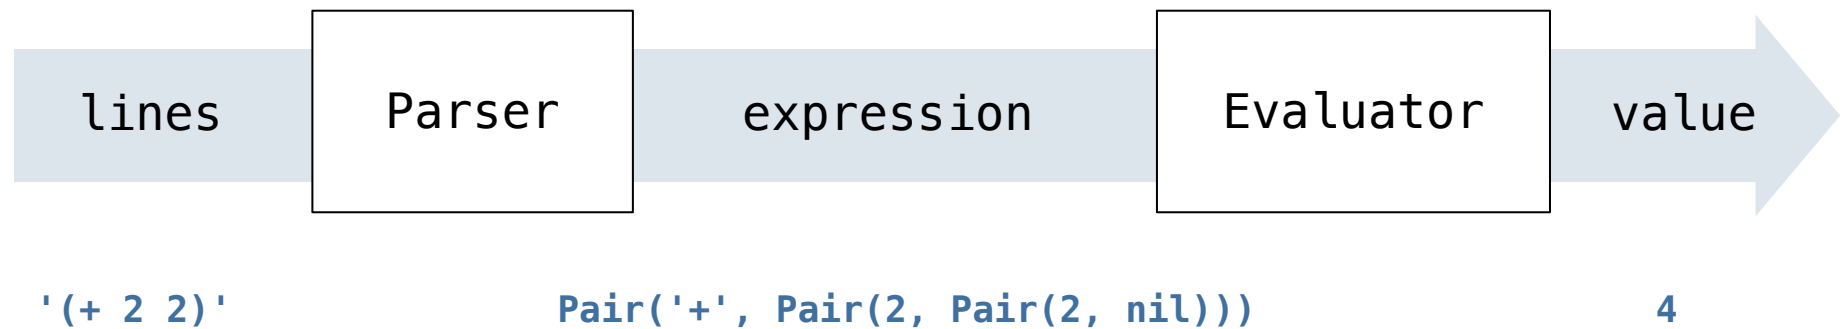 lines Parser expression Evaluator value
'(+ 2 2)' Pair('+', Pair(2, Pair(2, nil))) 4